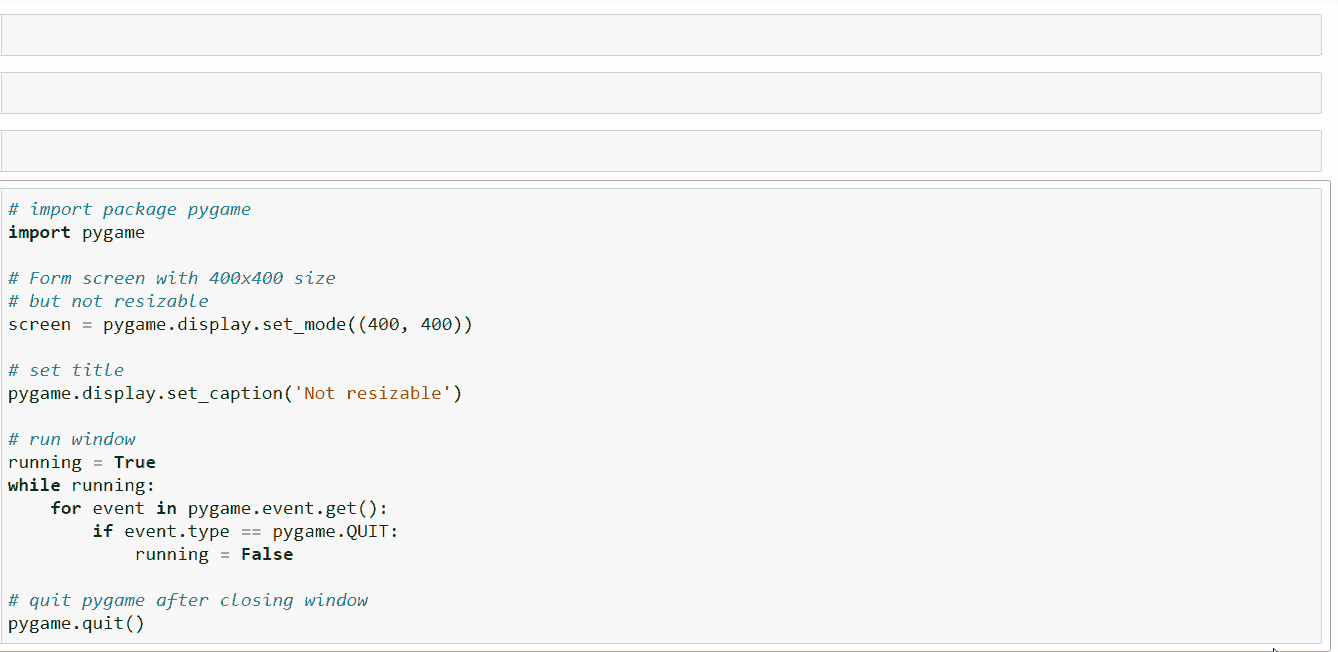 # import package pygame
import pygame
# Form screen with 400x400 size
# but not resizable
screen = pygame.display.set_mode((400, 400))
# set title
pygame.display.set_caption('Not resizable')
# run window
running = True
while running:
    for event in pygame.event.get():
        if event.type == pygame.QUIT:
            running = False
# quit pygame after closing window
pygame.quit()